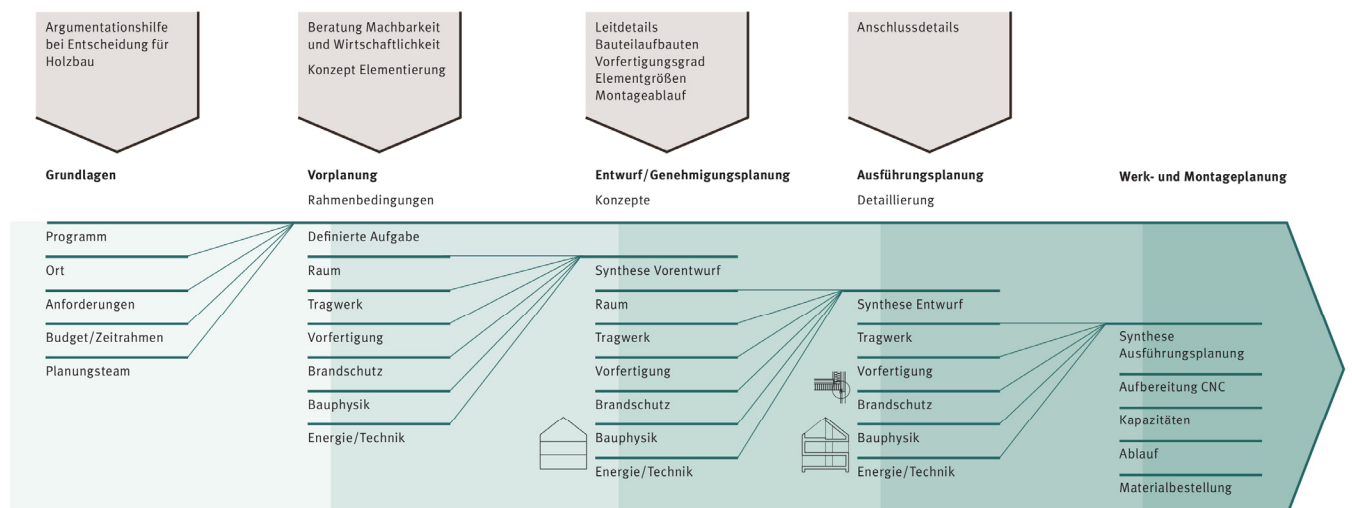 Argumentationshilfe
bei Entscheidung für
Holzbau
Beratung Machbarkeit
und Wirtschaftlichkeit
Konzept Elementierung
Leitdetails
Bauteilaufbauten
Vorfertigungsgrad
Elementgrößen
Montageablauf
Anschlussdetails
Grundlagen
Programm
Ort
Anforderungen
Budget/Zeitrahmen
Planungsteam
Vorplanung
Rahmenbedingungen
Definierte Aufgabe
Raum
Tragwerk
Vorfertigung
Brandschutz
Bauphysik
Energie/Technik
Entwurf/Genehmigungsplanung
Konzepte
Synthese Vorentwurf
Raum
Tragwerk
Vorfertigung
Brandschutz
Bauphysik
Energie/Technik
Ausführungsplanung
Detaillierung
Synthese Entwurf
Tragwerk
Vorfertigung
Brandschutz
Bauphysik
Energie/Technik
Werk- und Montageplanung
Synthese
Ausführungsplanung
Aufbereitung CNC
Kapazitäten
Ablauf
Materialbestellung